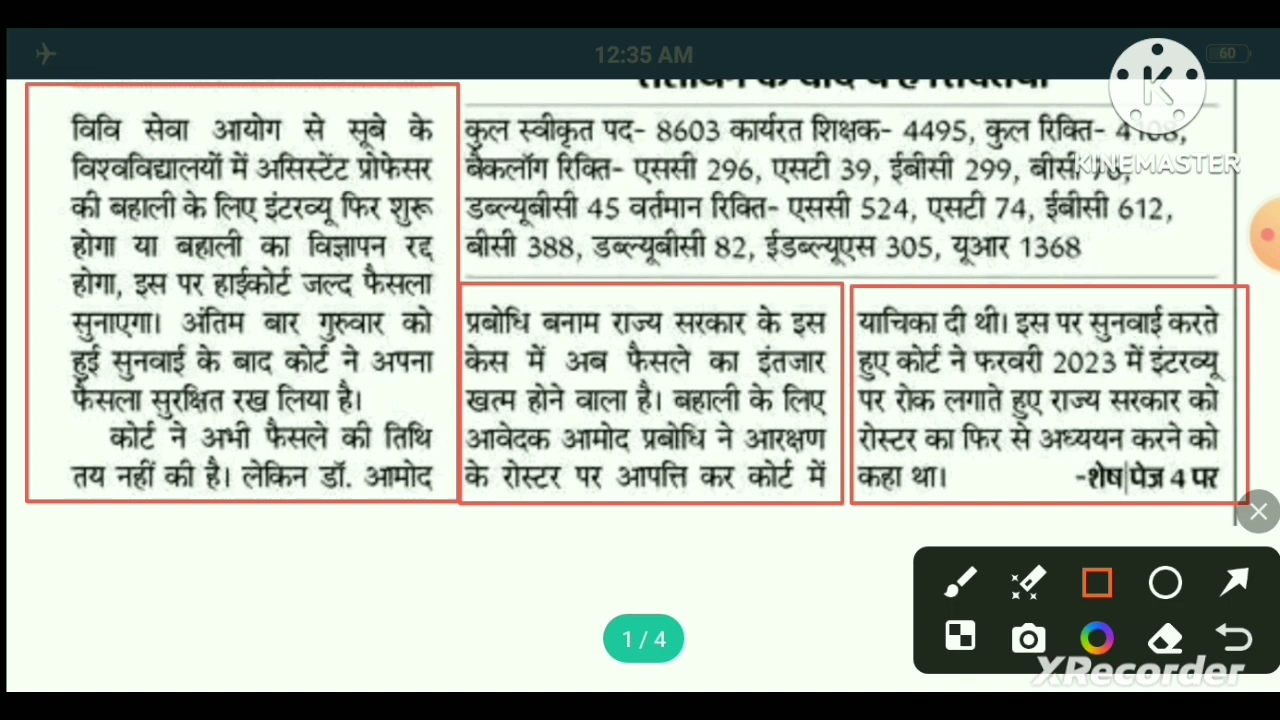 12:35 AM
60
कुल स्वीकृत पद- 8603 कार्यरत शिक्षक- 4495, कुल रिक्ति- 4108,
बैकलॉग रिक्ति- एससी 296, एसटी 39, ईबीसी 299, बीसी
डब्ल्यूबीसी 45 वर्तमान रिक्ति- एससी 524, एसटी 74, ईबीसी 612,
बीसी 388, डब्ल्यूबीसी 82, ईडब्ल्यूएस 305, यूआर 1368
विवि सेवा आयोग से सूबे के
विश्वविद्यालयों में असिस्टेंट प्रोफेसर
की बहाली के लिए इंटरव्यू फिर शुरू
होगा या बहाली का विज्ञापन रद्द
होगा, इस पर हाईकोर्ट जल्द फैसला
सुनाएगा। अंतिम बार गुरुवार को
हुई सुनवाई के बाद कोर्ट ने अपना
फैसला सुरक्षित रख लिया है।
कोर्ट ने अभी फैसले की तिथि
तय नहीं की है। लेकिन डॉ. आमोद
प्रबोधि बनाम राज्य सरकार के इस
केस में अब फैसले का इंतजार
खत्म होने वाला है। बहाली के लिए
आवेदक आमोद प्रबोधि ने आरक्षण
के रोस्टर पर आपत्ति कर कोर्ट में
याचिका दी थी। इस पर सुनवाई करते
हुए कोर्ट ने फरवरी 2023 में इंटरव्यू
पर रोक लगाते हुए राज्य सरकार को
रोस्टर का फिर से अध्ययन करने को
कहा था। -शेष|पेज 4 पर
1 / 4
K
KINEMASTER
XRecorder